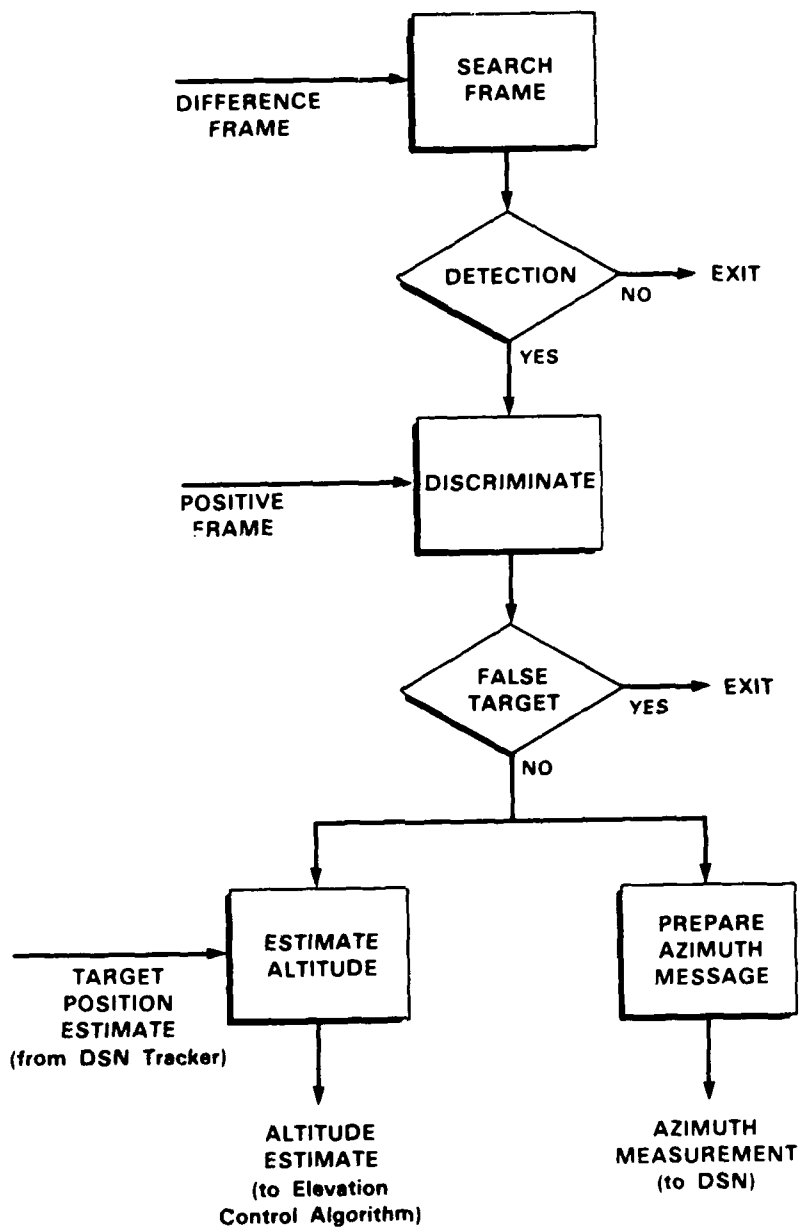 SEARCH
FRAME
DIFFERENCE
FRAME
DETECTION
NO
EXIT
YES
DISCRIMINATE
POSITIVE
FRAME
FALSE
TARGET
YES
EXIT
NO
ESTIMATE
ALTITUDE
PREPARE
AZIMUTH
MESSAGE
TARGET
POSITION
ESTIMATE
(from DSN Tracker)
ALTITUDE
ESTIMATE
(to Elevation
Control Algorithm)
AZIMUTH
MEASUREMENT
(to DSN)